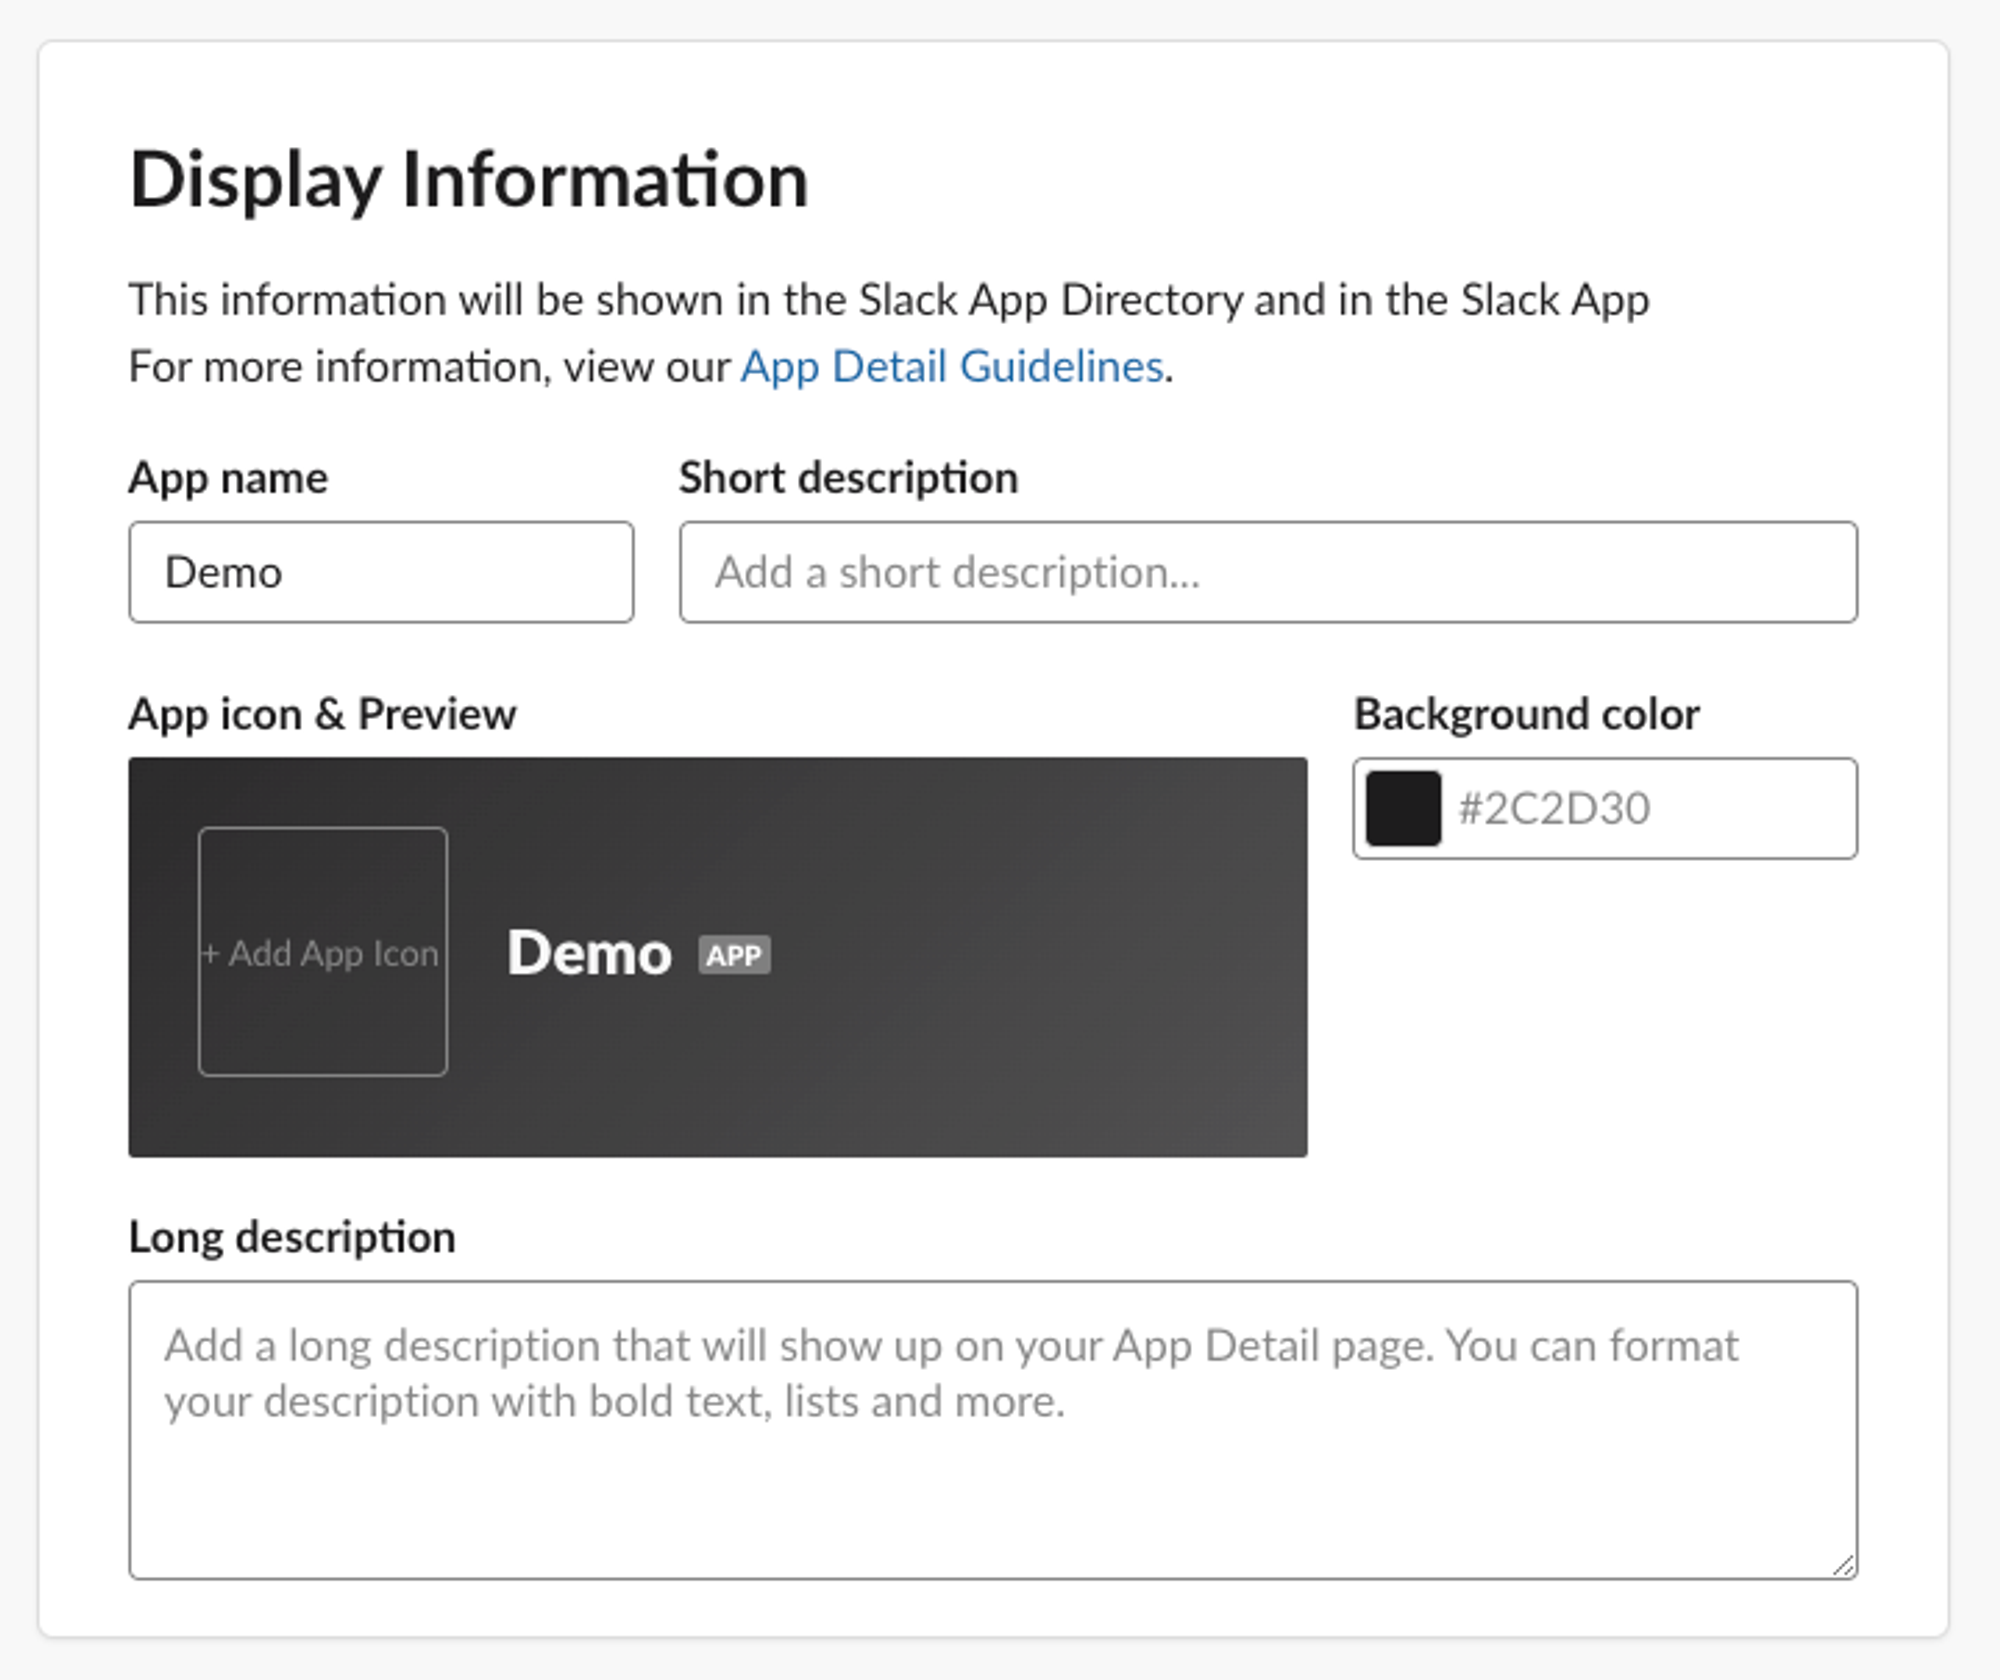 Display Information
This information will be shown in the Slack App Directory and in the Slack App
For more information, view our App Detail Guidelines.
App name
Short description
Demo
Add a short description...
App icon & Preview
Background color
#2C2D30
+ Add App Icon
Demo APP
Long description
Add a long description that will show up on your App Detail page. You can format
your description with bold text, lists and more.